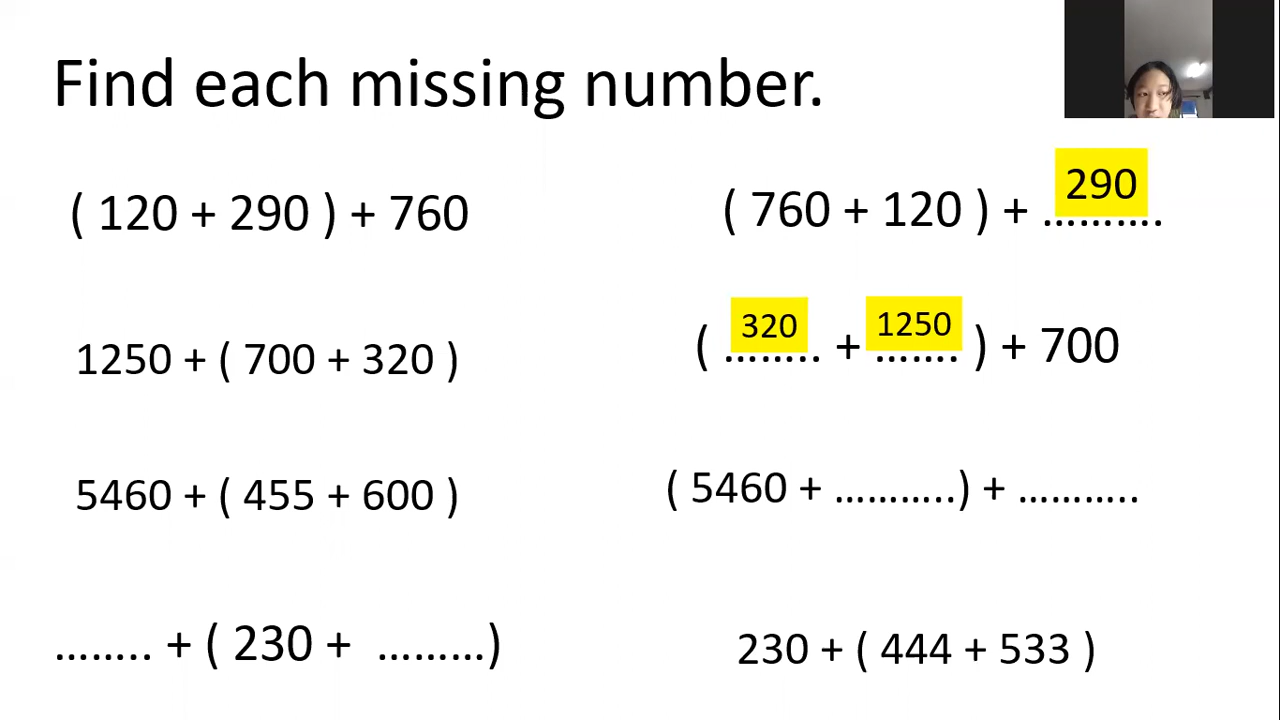 Find each missing number.
( 120 + 290 ) + 760
( 760 + 120 ) + ………. 290
1250 + ( 700 + 320 )
( …….. 320 + ……. 1250 ) + 700
5460 + ( 455 + 600 )
( 5460 + ………..) + ………..
…….. + ( 230 + ………)
230 + ( 444 + 533 )